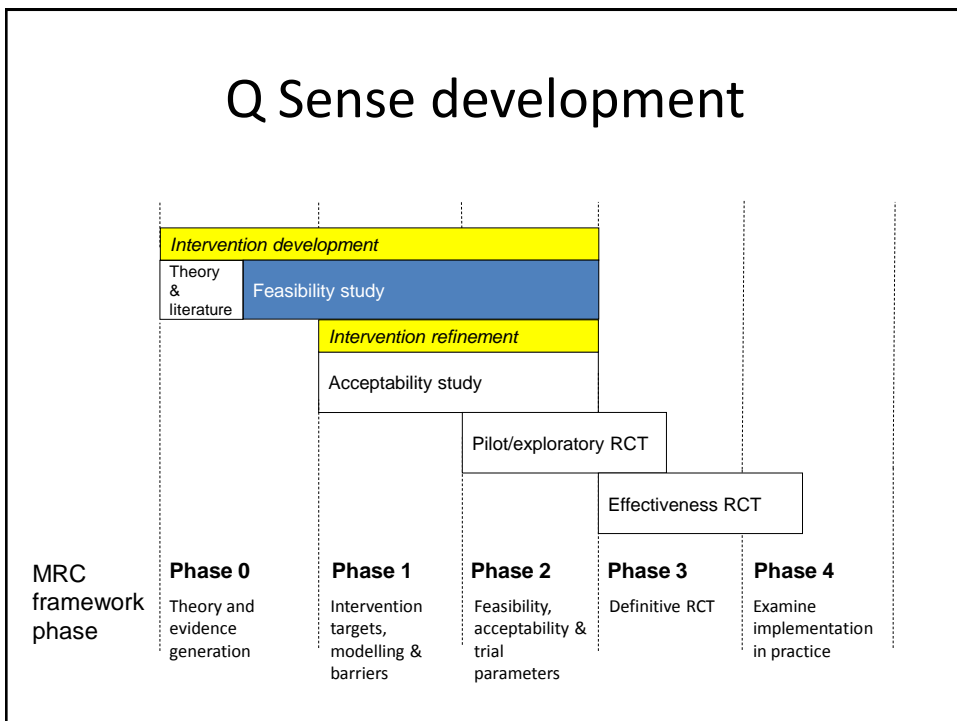 Q Sense development
Intervention development
Theory
&
literature
Feasibility study
Intervention refinement
Acceptability study
Pilot/exploratory RCT
Effectiveness RCT
MRC
framework
phase
Phase 0
Theory and
evidence
generation
Phase 1
Intervention
targets,
modelling &
barriers
Phase 2
Feasibility,
acceptability &
trial
parameters
Phase 3
Definitive RCT
Phase 4
Examine
implementation
in practice